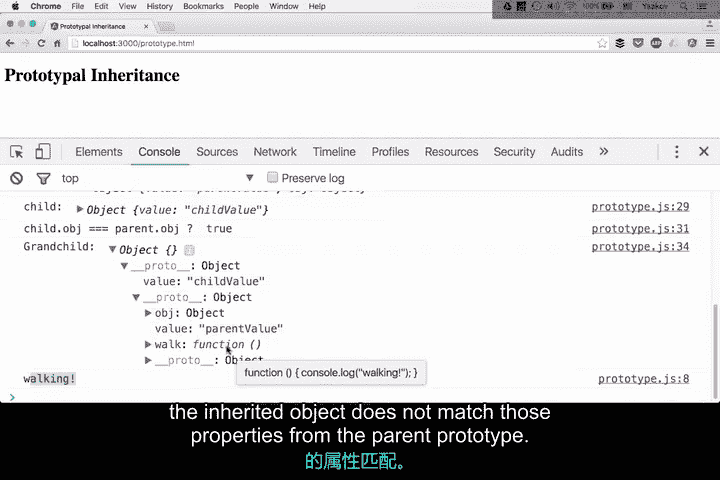 Chrome File Edit View History Bookmarks People Window Help 100% Yaakov
Prototypal Inheritance
localhost:3000/prototype.html
Prototypal Inheritance
Elements Console Sources Network Timeline Profiles Resources Security Audits
top Preserve log
child: Object {value: "childValue"} prototype.js:29
child.obj === parent.obj ? true prototype.js:31
Grandchild: Object {} prototype.js:34
__proto__: Object
value: "childValue"
__proto__: Object
obj: Object
value: "parentValue"
walk: function ()
__proto__: Object
function () { console.log("walking!"); }
walking! prototype.js:8
the inherited object does not match those
properties from the parent prototype.
的属性匹配。